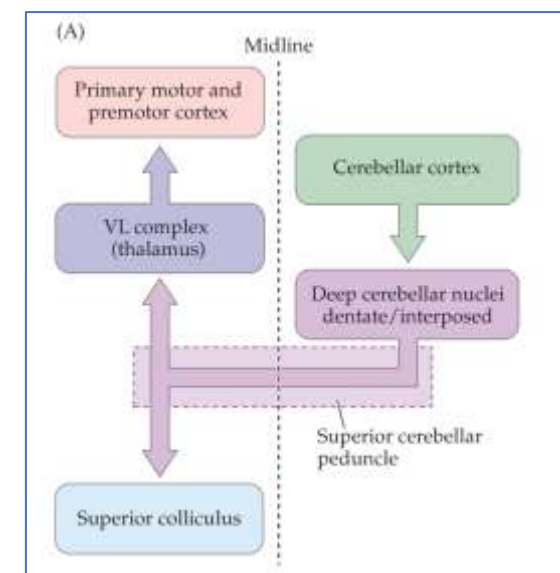 (A)
Midline
Primary motor and
premotor cortex
Cerebellar cortex
VL complex
(thalamus)
Deep cerebellar nuclei
dentate/interposed
Superior cerebellar
peduncle
Superior colliculus